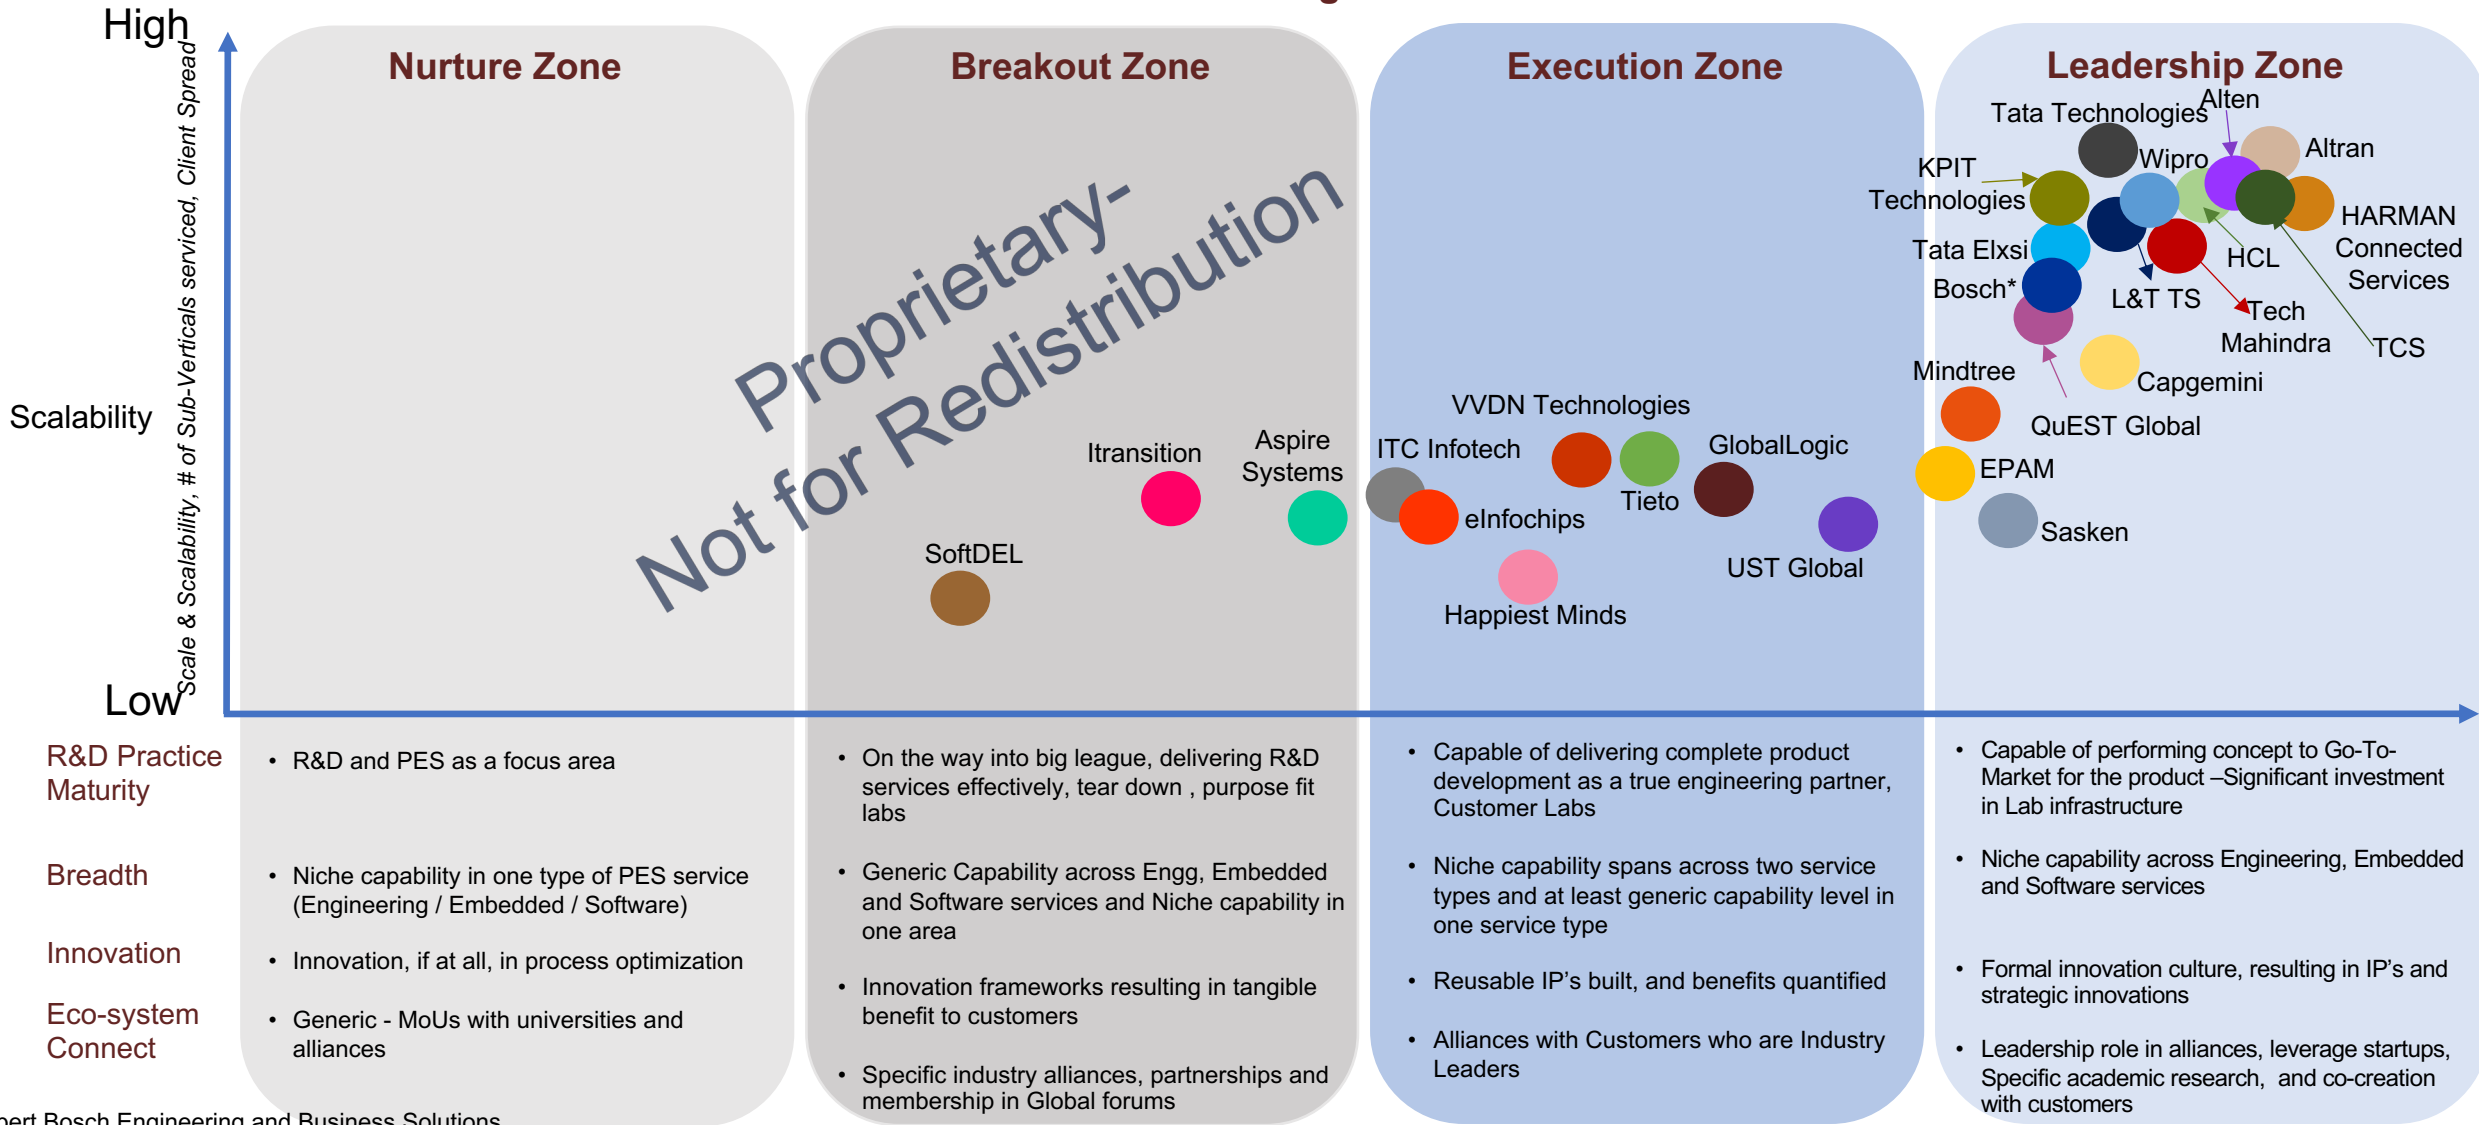 High
Scale & Scalability, # of Sub-Verticals serviced, Client Spread
Scalability
Low
Nurture Zone
Breakout Zone
Execution Zone
Leadership Zone
Proprietary-
Not for Redistribution
SoftDEL
Itransition
Aspire
Systems
ITC Infotech
eInfochips
VVDN Technologies
Tieto
GlobalLogic
Happiest Minds
UST Global
Alten
Tata Technologies
Altran
Wipro
KPIT
Technologies
HARMAN
Connected
Services
Tata Elxsi
HCL
Bosch*
L&T TS
Tech
Mahindra
TCS
Mindtree
Capgemini
QuEST Global
EPAM
Sasken
R&D Practice
Maturity
• R&D and PES as a focus area
• On the way into big league, delivering R&D
services effectively, tear down , purpose fit
labs
• Capable of delivering complete product
development as a true engineering partner,
Customer Labs
• Capable of performing concept to Go-To-
Market for the product –Significant investment
in Lab infrastructure
Breadth
• Niche capability in one type of PES service
(Engineering / Embedded / Software)
• Generic Capability across Engg, Embedded
and Software services and Niche capability in
one area
• Niche capability spans across two service
types and at least generic capability level in
one service type
• Niche capability across Engineering, Embedded
and Software services
Innovation
• Innovation, if at all, in process optimization
• Innovation frameworks resulting in tangible
benefit to customers
• Reusable IP's built, and benefits quantified
• Formal innovation culture, resulting in IP's and
strategic innovations
Eco-system
Connect
• Generic - MoUs with universities and
alliances
• Specific industry alliances, partnerships and
membership in Global forums
• Alliances with Customers who are Industry
Leaders
• Leadership role in alliances, leverage startups,
Specific academic research, and co-creation
with customers
Bosch Engineering and Business Solutions